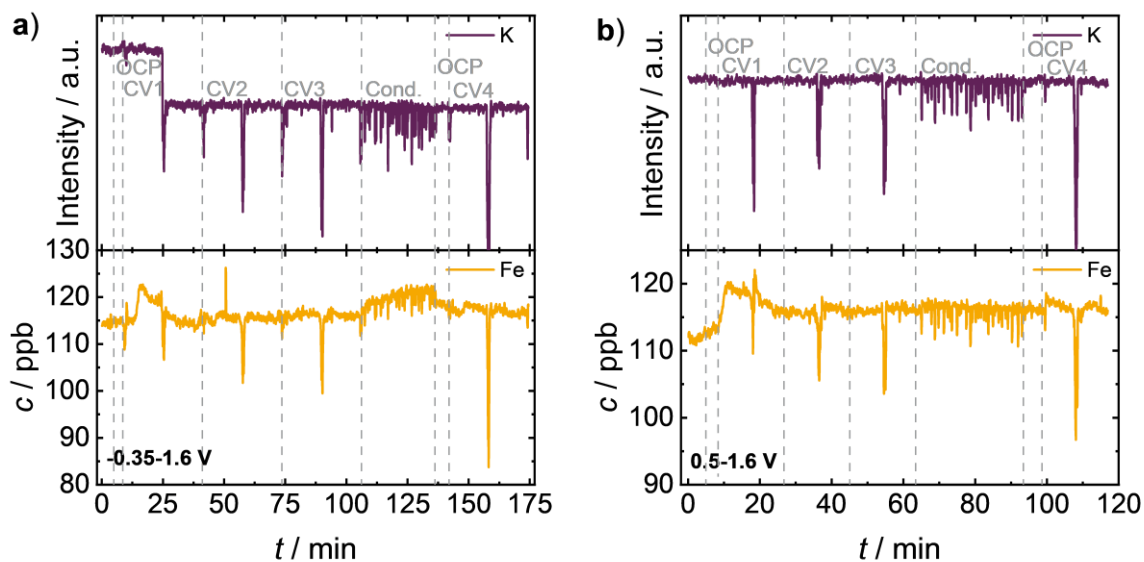 a)
K
OCP
OCP
CV1
CV2
CV3
Cond.
CV4
Intensity / a.u.
130
120
110
100
90
80
c / ppb
Fe
-0.35-1.6 V
0
25
50
75
100
125
150
175
t / min
b)
K
OCP
OCP
CV1
CV2
CV3
Cond.
CV4
Intensity / a.u.
120
110
100
90
c / ppb
Fe
0.5-1.6 V
0
20
40
60
80
100
120
t / min